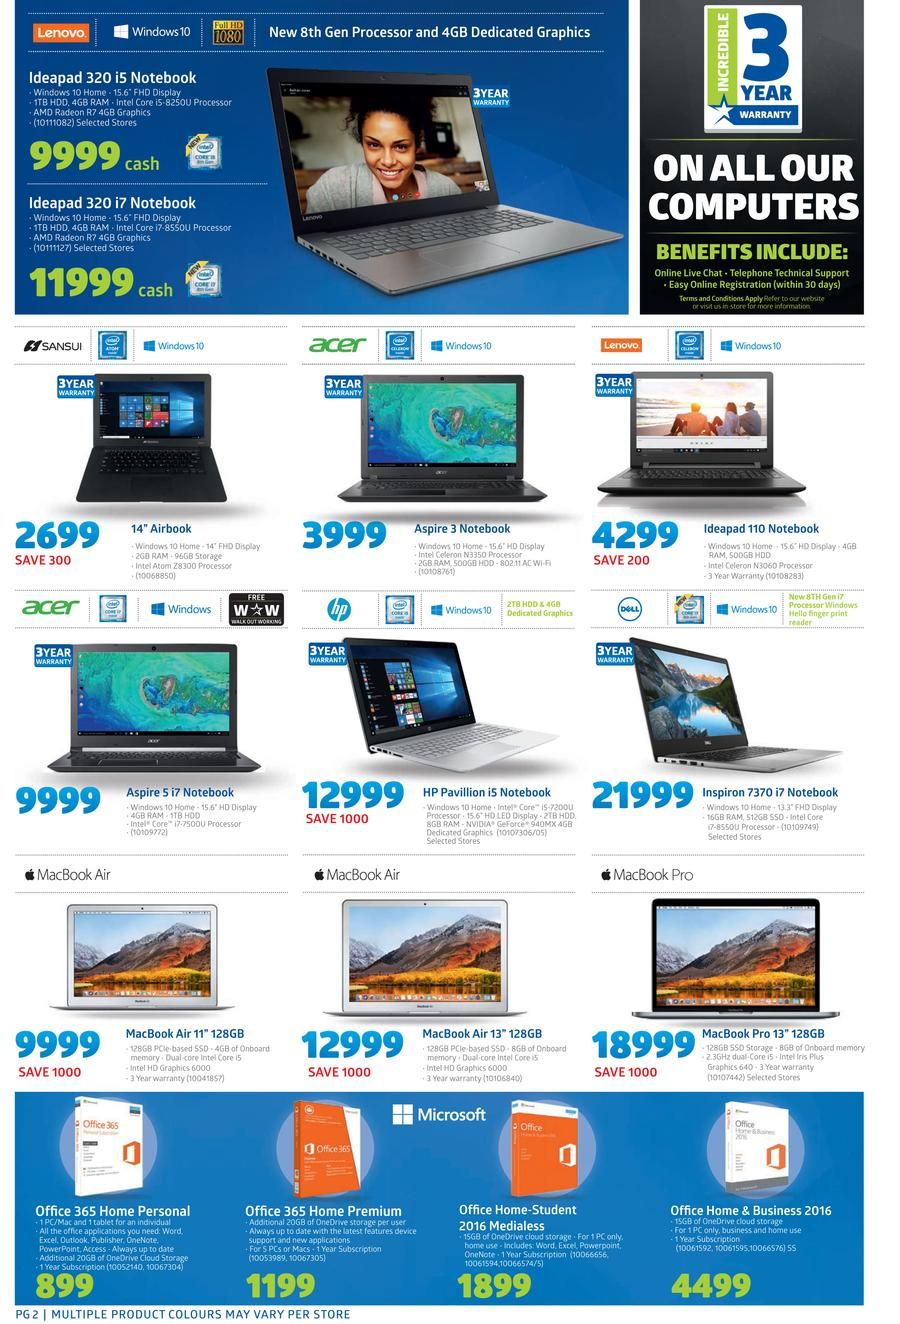 Lenovo Windows 10 Full HD 1080 New 8th Gen Processor and 4GB Dedicated Graphics
Ideapad 320 i5 Notebook
· Windows 10 Home · 15.6" FHD Display
· 1TB HDD, 4GB RAM · Intel Core i5-8250U Processor
· AMD Radeon R7 4GB Graphics
· (10111082) Selected Stores
9999 cash
Ideapad 320 i7 Notebook
· Windows 10 Home · 15.6" FHD Display
· 1TB HDD, 4GB RAM · Intel Core i7-8550U Processor
· AMD Radeon R7 4GB Graphics
· (10111127) Selected Stores
11999 cash
3YEAR
WARRANTY
Lenovo
INCREDIBLE
3
YEAR
WARRANTY
ON ALL OUR
COMPUTERS
BENEFITS INCLUDE:
Online Live Chat · Telephone Technical Support
· Easy Online Registration (within 30 days)
Terms and Conditions Apply Refer to our website
or visit us in-store for more information.
SANSUI intel ATOM Windows 10
3YEAR
WARRANTY
2699
SAVE 300
14" Airbook
· Windows 10 Home · 14" FHD Display
· 2GB RAM · 96GB Storage
· Intel Atom Z8300 Processor
· (10068850)
acer intel CELERON Windows 10
3YEAR
WARRANTY
acer
3999
Aspire 3 Notebook
· Windows 10 Home · 15.6" HD Display
· Intel Celeron N3350 Processor
· 2GB RAM, 500GB HDD · 802.11 AC Wi-Fi
· (10108761)
Lenovo intel CELERON Windows 10
3YEAR
WARRANTY
4299
SAVE 200
Ideapad 110 Notebook
· Windows 10 Home · 15.6" HD Display · 4GB
RAM, 500GB HDD
· Intel Celeron N3060 Processor
· 3 Year Warranty (10108283)
acer intel CORE i7 Windows FREE WOW WALK OUT WORKING
3YEAR
WARRANTY
acer
9999
Aspire 5 i7 Notebook
· Windows 10 Home · 15.6" HD Display
· 4GB RAM · 1TB HDD
· Intel® Core™ i7-7500U Processor
· (10109772)
hp intel CORE i5 Windows 10
2TB HDD & 4GB
Dedicated Graphics
3YEAR
WARRANTY
12999
SAVE 1000
HP Pavillion i5 Notebook
· Windows 10 Home · Intel® Core™ i5-7200U
Processor · 15.6" HD LED Display · 2TB HDD,
8GB RAM · NVIDIA® GeForce® 940MX 4GB
Dedicated Graphics (10107306/05)
Selected Stores
DELL Windows 10
New 8TH Gen i7
Processor Windows
Hello finger print
reader
3YEAR
WARRANTY
21999
Inspiron 7370 i7 Notebook
· Windows 10 Home · 13.3" FHD Display
· 16GB RAM, 512GB SSD · Intel Core
i7-8550U Processor · (10109749)
Selected Stores
MacBook Air
9999
SAVE 1000
MacBook Air 11" 128GB
· 128GB PCIe-based SSD · 4GB of Onboard
memory · Dual-core Intel Core i5
· Intel HD Graphics 6000
· 3 Year warranty (10041857)
MacBook Air
12999
SAVE 1000
MacBook Air 13" 128GB
· 128GB PCIe-based SSD · 8GB of Onboard
memory · Dual-core Intel Core i5
· Intel HD Graphics 6000
· 3 Year warranty (10106840)
MacBook Pro
18999
SAVE 1000
MacBook Pro 13" 128GB
· 128GB SSD Storage · 8GB of Onboard memory
· 2.3GHz dual-Core i5 · Intel Iris Plus
Graphics 640 · 3 Year warranty
(10107442) Selected Stores
Microsoft
Office 365
Office 365 Home Personal
· 1 PC/Mac and 1 tablet for an individual
· All the office applications you need: Word,
Excel, Outlook, Publisher, OneNote,
PowerPoint, Access · Always up to date
· Additional 20GB of OneDrive Cloud Storage
· 1 Year Subscription (10052140, 10067304)
899
Office 365
Office 365 Home Premium
· Additional 20GB of OneDrive storage per user
· Always up to date with the latest features device
support and new applications
· For 5 PCs or Macs · 1 Year Subscription
(10053989, 10067305)
1199
Office
Office Home-Student
2016 Medialess
· 15GB of OneDrive cloud storage · For 1 PC only,
home use · Includes: Word, Excel, Powerpoint,
OneNote · 1 Year Subscription (10066656,
10061594,10066574/5)
1899
Office
Home & Business
2016
Office Home & Business 2016
· 15GB of OneDrive cloud storage
· For 1 PC only, business and home use
· 1 Year Subscription
(10061592, 10061595,10066576) SS
4499
PG 2 | MULTIPLE PRODUCT COLOURS MAY VARY PER STORE